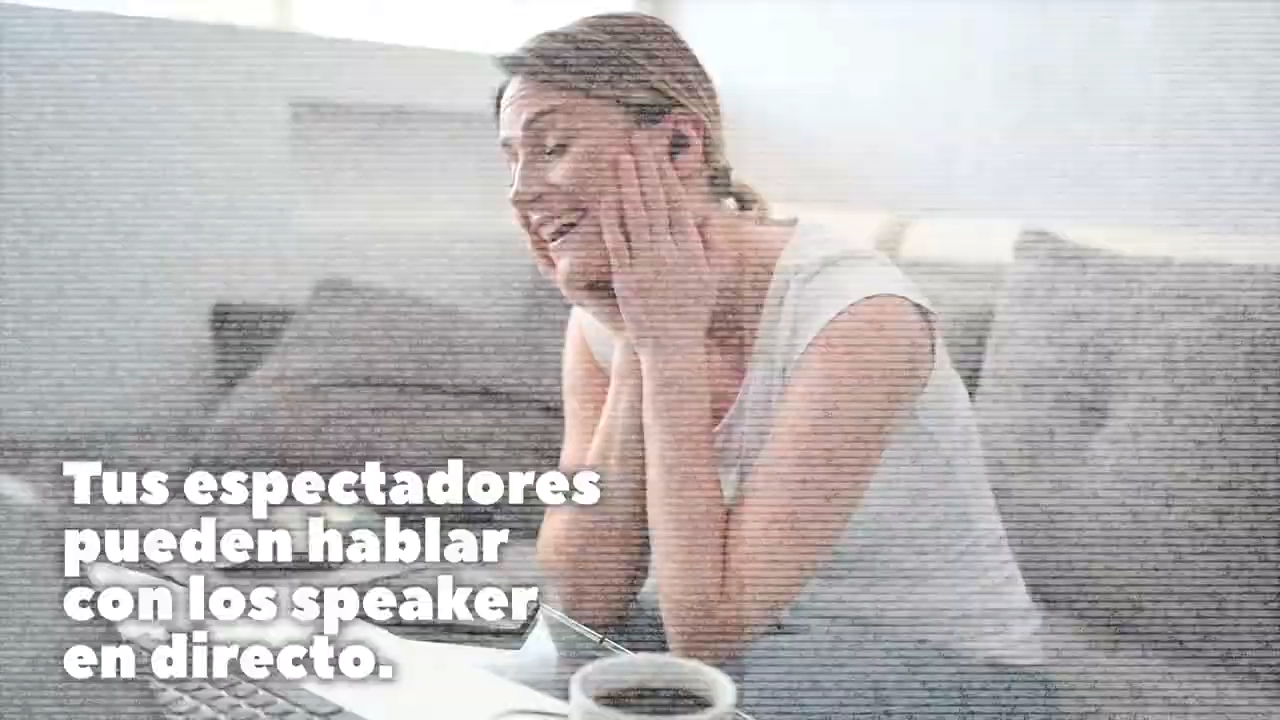 Tus espectadores
pueden hablar
con los speaker
en directo.